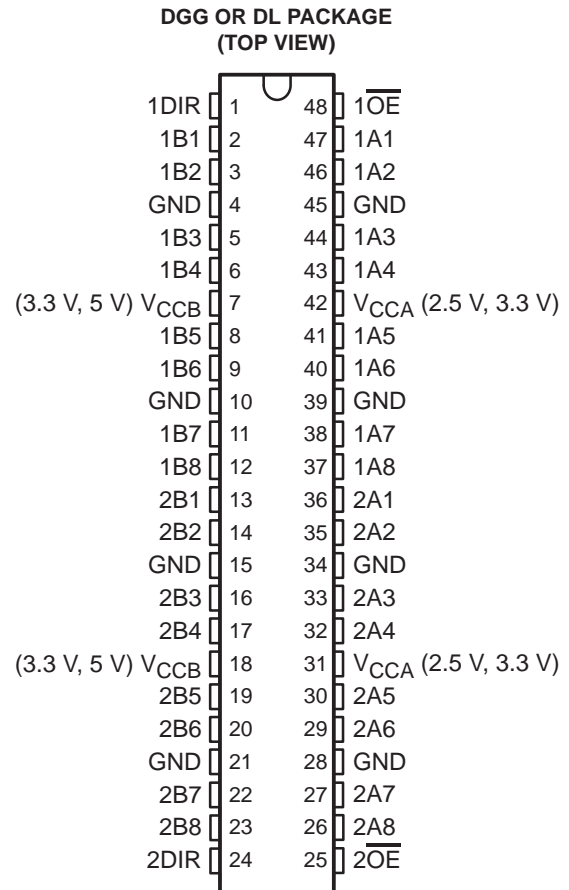 DGG OR DL PACKAGE
(TOP VIEW)
1DIR 1 48 1O̅E̅
1B1 2 47 1A1
1B2 3 46 1A2
GND 4 45 GND
1B3 5 44 1A3
1B4 6 43 1A4
(3.3 V, 5 V) VCCB 7 42 VCCA (2.5 V, 3.3 V)
1B5 8 41 1A5
1B6 9 40 1A6
GND 10 39 GND
1B7 11 38 1A7
1B8 12 37 1A8
2B1 13 36 2A1
2B2 14 35 2A2
GND 15 34 GND
2B3 16 33 2A3
2B4 17 32 2A4
(3.3 V, 5 V) VCCB 18 31 VCCA (2.5 V, 3.3 V)
2B5 19 30 2A5
2B6 20 29 2A6
GND 21 28 GND
2B7 22 27 2A7
2B8 23 26 2A8
2DIR 24 25 2O̅E̅